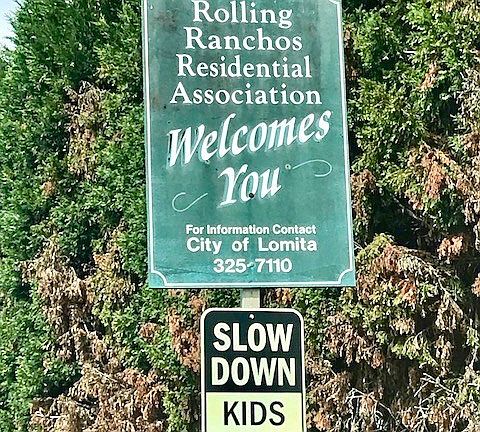 Rolling
Ranchos
Residential
Association
Welcomes
You
For Information Contact
City of Lomita
325-7110
SLOW
DOWN
KIDS